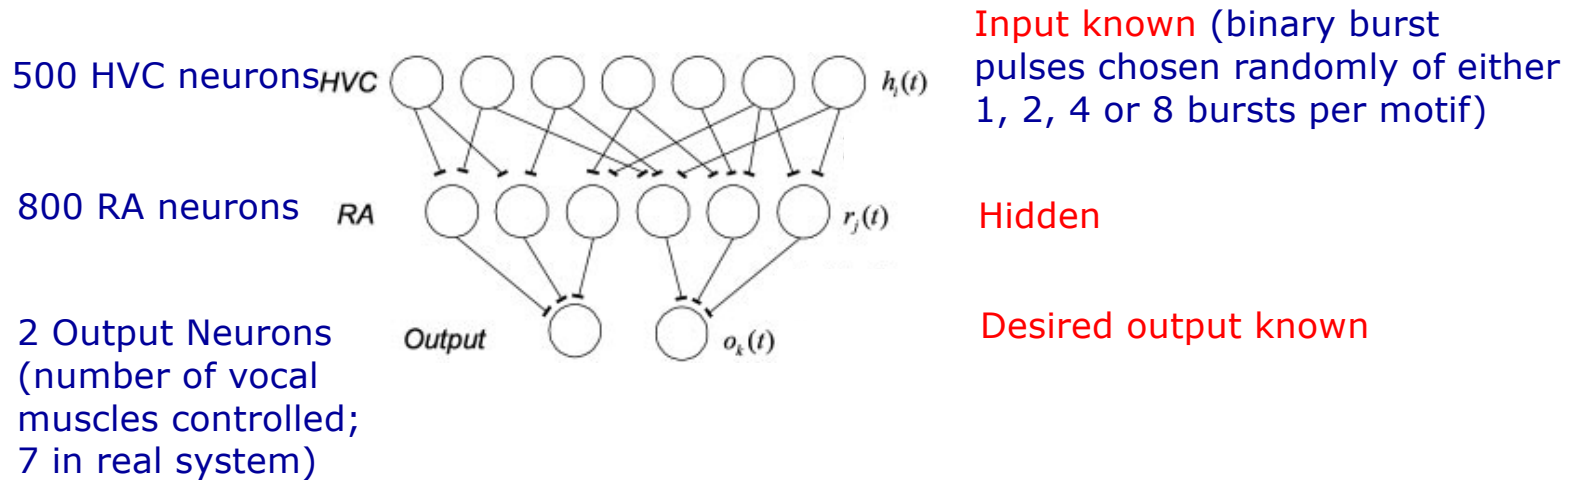 500 HVC neurons
HVC
h_i(t)
Input known (binary burst
pulses chosen randomly of either
1, 2, 4 or 8 bursts per motif)
800 RA neurons
RA
r_j(t)
Hidden
2 Output Neurons
(number of vocal
muscles controlled;
7 in real system)
Output
o_k(t)
Desired output known